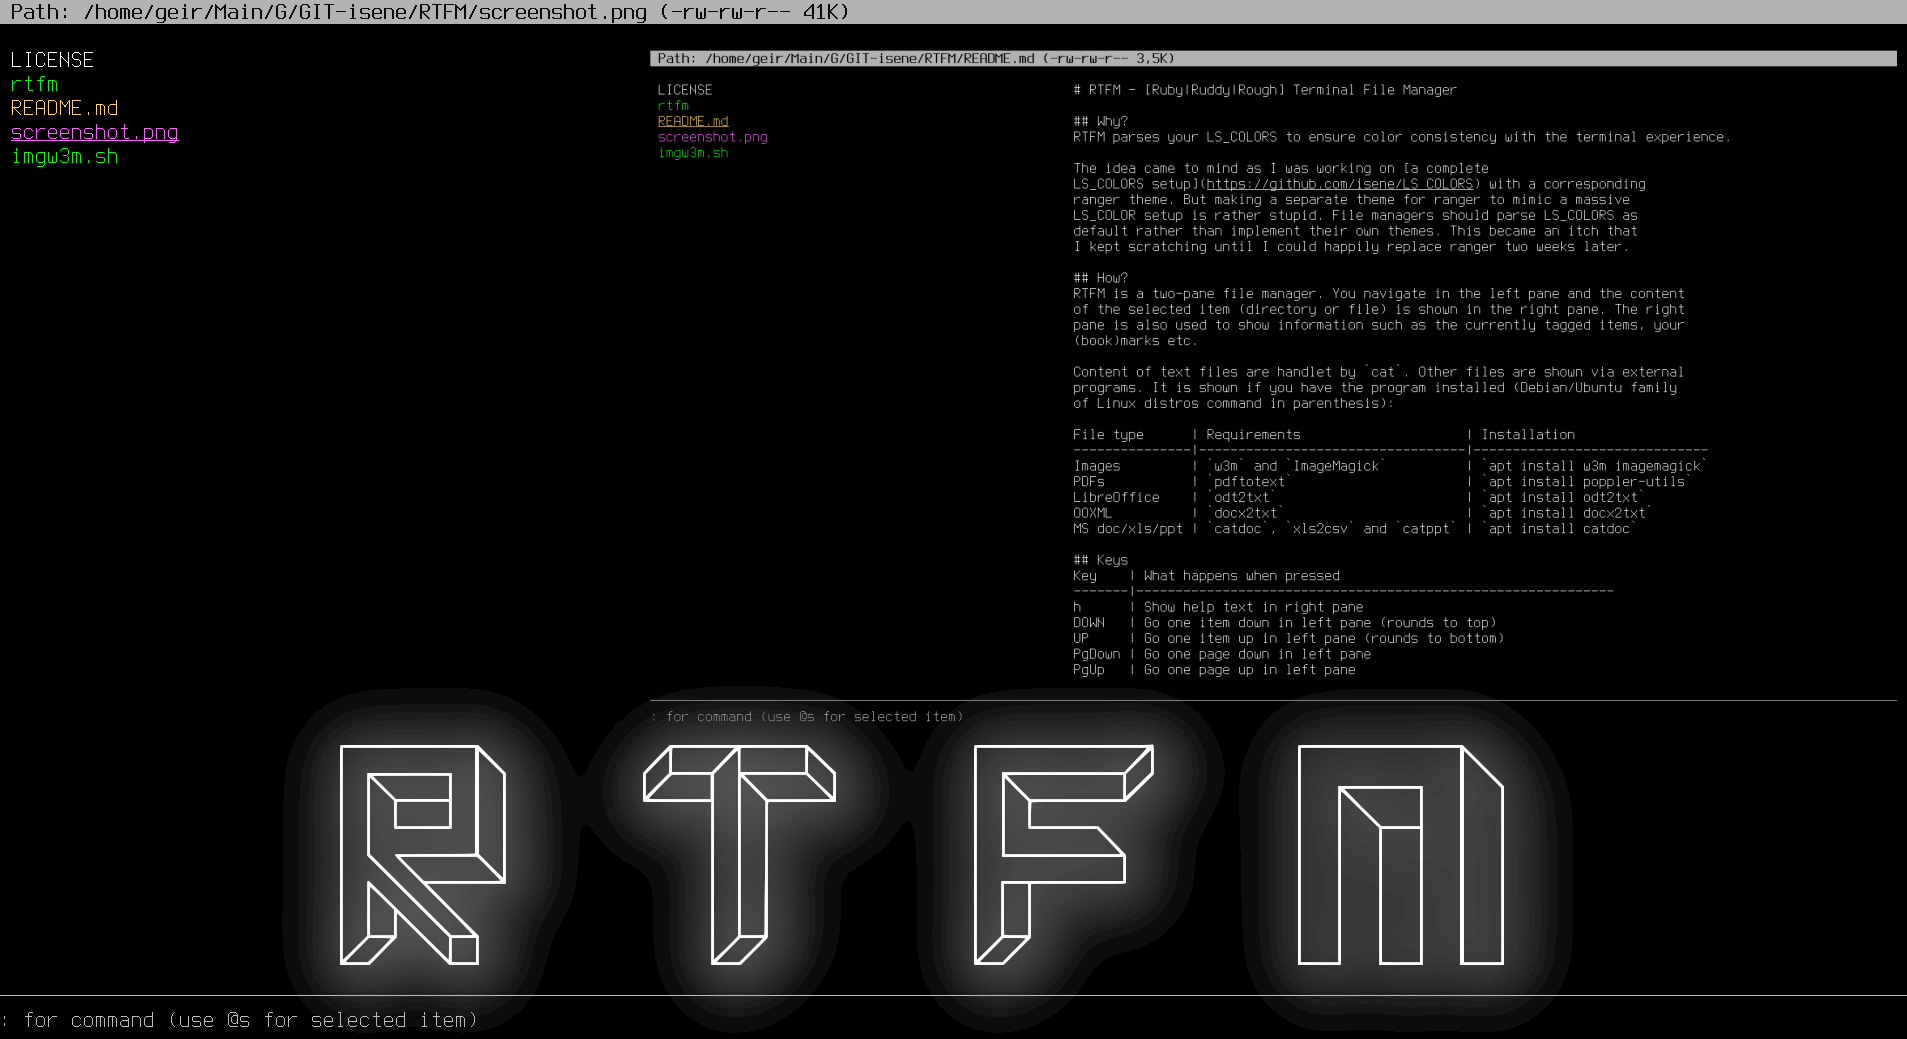 Path: /home/geir/Main/G/GIT-isene/RTFM/screenshot.png (-rw-rw-r-- 41K)
LICENSE
rtfm
README.md
screenshot.png
imgw3m.sh
Path: /home/geir/Main/G/GIT-isene/RTFM/README.md (-rw-rw-r-- 3,5K)
LICENSE
rtfm
README.md
screenshot.png
imgw3m.sh
# RTFM - [Ruby|Ruddy|Rough] Terminal File Manager
## Why?
RTFM parses your LS_COLORS to ensure color consistency with the terminal experience.
The idea came to mind as I was working on [a complete
LS_COLORS setup](https://github.com/isene/LS_COLORS) with a corresponding
ranger theme. But making a separate theme for ranger to mimic a massive
LS_COLOR setup is rather stupid. File managers should parse LS_COLORS as
default rather than implement their own themes. This became an itch that
I kept scratching until I could happily replace ranger two weeks later.
## How?
RTFM is a two-pane file manager. You navigate in the left pane and the content
of the selected item (directory or file) is shown in the right pane. The right
pane is also used to show information such as the currently tagged items, your
(book)marks etc.
Content of text files are handlet by `cat`. Other files are shown via external
programs. It is shown if you have the program installed (Debian/Ubuntu family
of Linux distros command in parenthesis):
File type      | Requirements                     | Installation
---------------|----------------------------------|------------------------------
Images         | `w3m` and `ImageMagick`          | `apt install w3m imagemagick`
PDFs           | `pdftotext`                      | `apt install poppler-utils`
LibreOffice    | `odt2txt`                        | `apt install odt2txt`
OOXML          | `docx2txt`                       | `apt install docx2txt`
MS doc/xls/ppt | `catdoc`, `xls2csv` and `catppt` | `apt install catdoc`
## Keys
Key    | What happens when pressed
-------|-------------------------------------------------------------
h      | Show help text in right pane
DOWN   | Go one item down in left pane (rounds to top)
UP     | Go one item up in left pane (rounds to bottom)
PgDown | Go one page down in left pane
PgUp   | Go one page up in left pane
: for command (use @s for selected item)
RTFM
: for command (use @s for selected item)